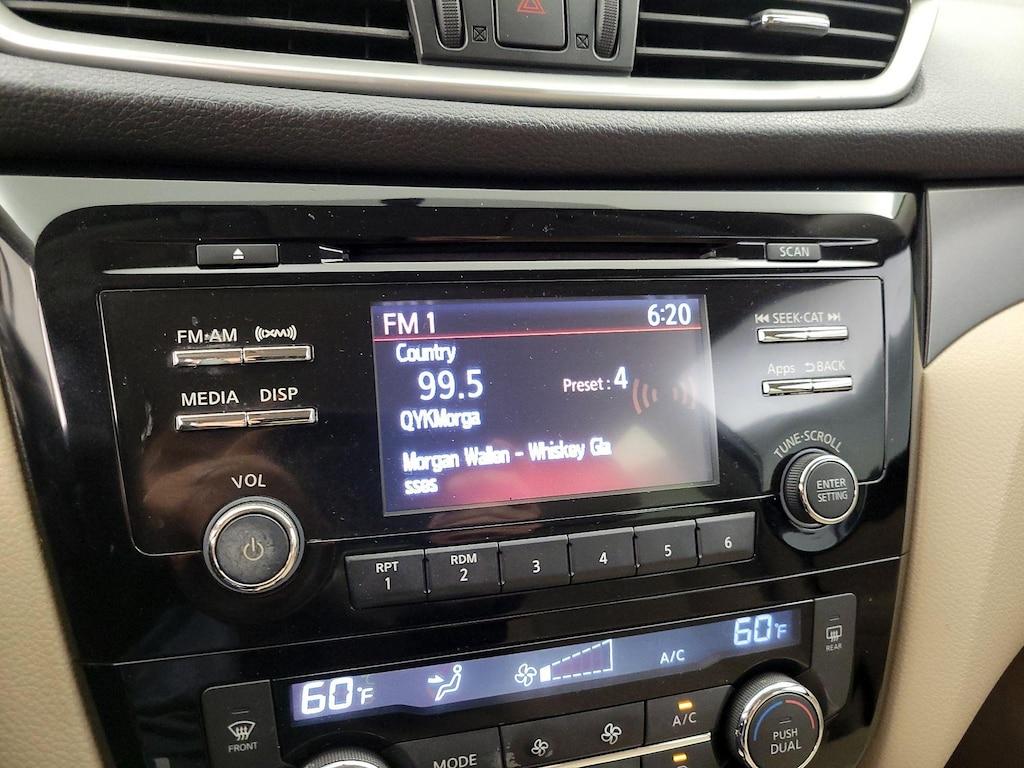 SCAN
FM·AM ((XM))
SEEK·CAT
Apps BACK
MEDIA DISP
VOL
TUNE·SCROLL
ENTER
SETTING
FM 1 6:20
Country
99.5 Preset : 4
QYKMorga
Morgan Wallen - Whiskey Gla
sses
RPT
1
RDM
2
3
4
5
6
60°F A/C 60°F
REAR
FRONT
MODE
A/C
PUSH
DUAL